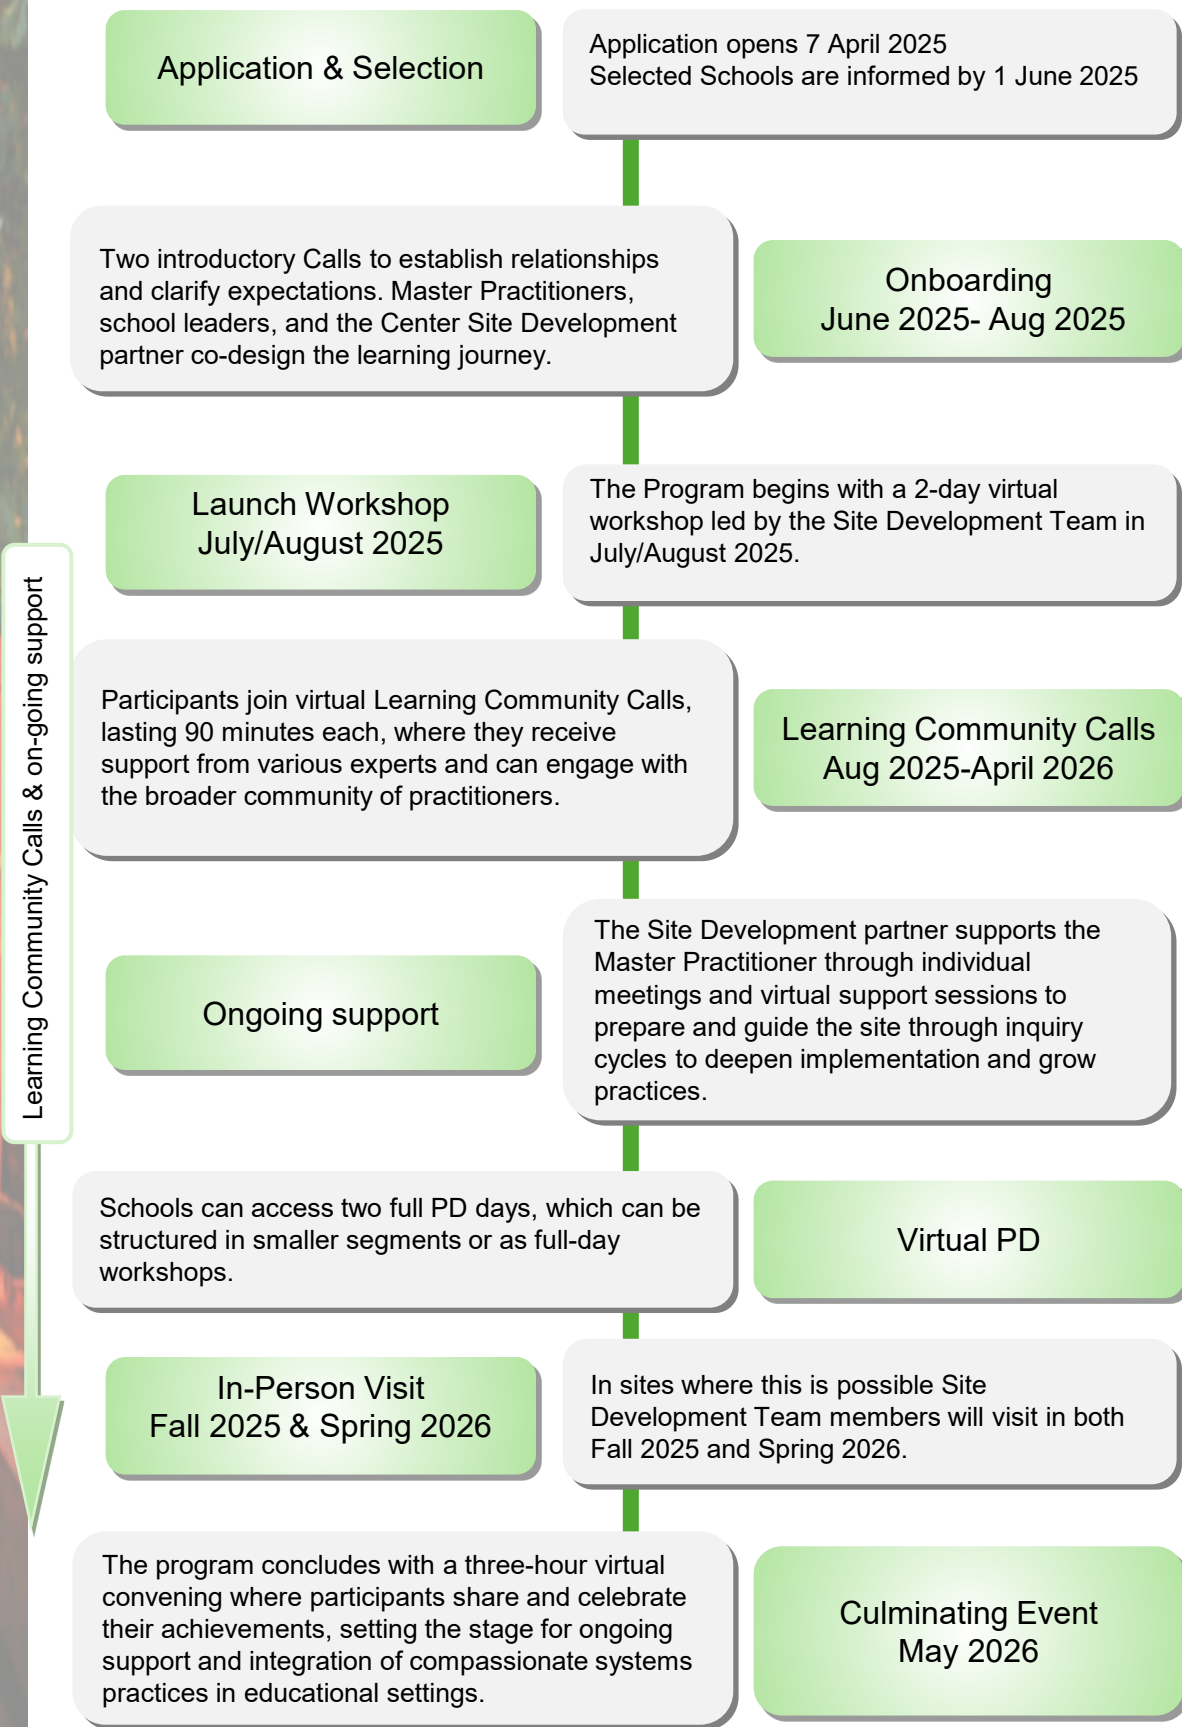 Application & Selection
Application opens 7 April 2025
Selected Schools are informed by 1 June 2025
Two introductory Calls to establish relationships
and clarify expectations. Master Practitioners,
school leaders, and the Center Site Development
partner co-design the learning journey.
Onboarding
June 2025- Aug 2025
Launch Workshop
July/August 2025
The Program begins with a 2-day virtual
workshop led by the Site Development Team in
July/August 2025.
Learning Community Calls & on-going support
Participants join virtual Learning Community Calls,
lasting 90 minutes each, where they receive
support from various experts and can engage with
the broader community of practitioners.
Learning Community Calls
Aug 2025-April 2026
Ongoing support
The Site Development partner supports the
Master Practitioner through individual
meetings and virtual support sessions to
prepare and guide the site through inquiry
cycles to deepen implementation and grow
practices.
Schools can access two full PD days, which can be
structured in smaller segments or as full-day
workshops.
Virtual PD
In-Person Visit
Fall 2025 & Spring 2026
In sites where this is possible Site
Development Team members will visit in both
Fall 2025 and Spring 2026.
The program concludes with a three-hour virtual
convening where participants share and celebrate
their achievements, setting the stage for ongoing
support and integration of compassionate systems
practices in educational settings.
Culminating Event
May 2026